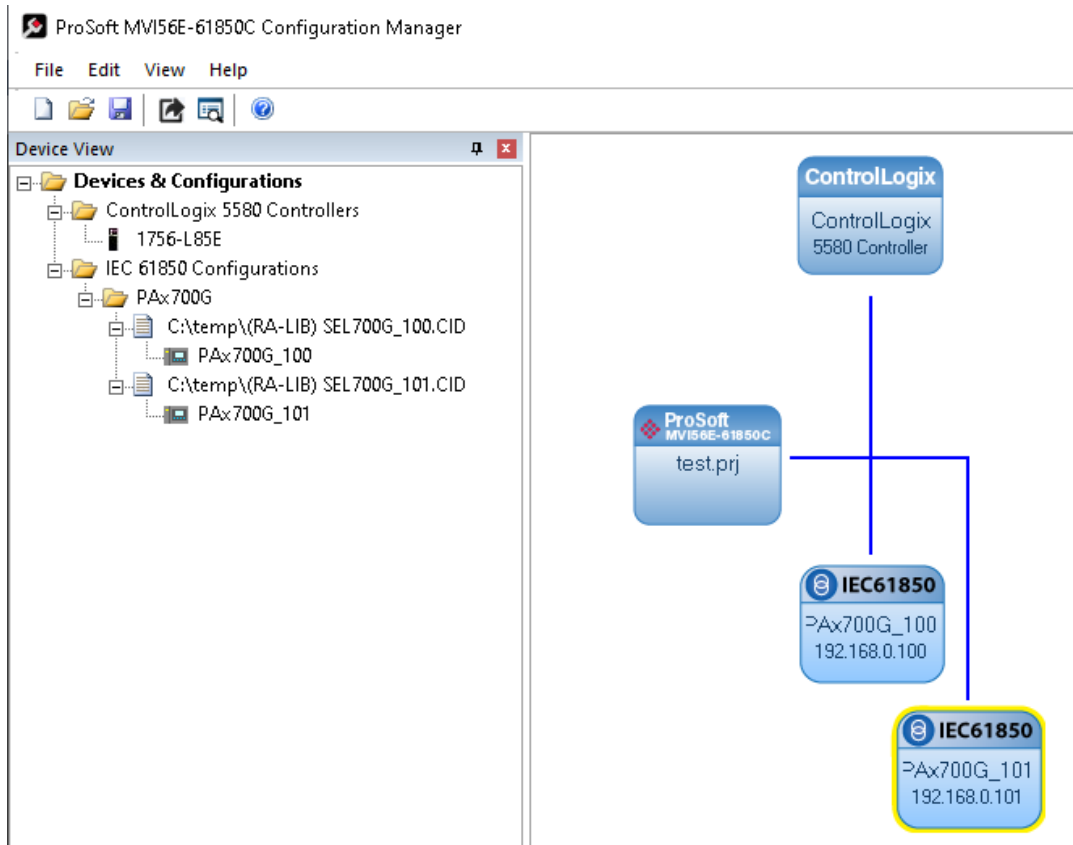 ProSoft MVI56E-61850C Configuration Manager
File Edit View Help
Device View
Devices & Configurations
ControlLogix 5580 Controllers
1756-L85E
IEC 61850 Configurations
PAx700G
C:\temp\(RA-LIB) SEL700G_100.CID
PAx700G_100
C:\temp\(RA-LIB) SEL700G_101.CID
PAx700G_101
ControlLogix
ControlLogix
5580 Controller
ProSoft
MVI56E-61850C
test.prj
IEC61850
PAx700G_100
192.168.0.100
IEC61850
PAx700G_101
192.168.0.101